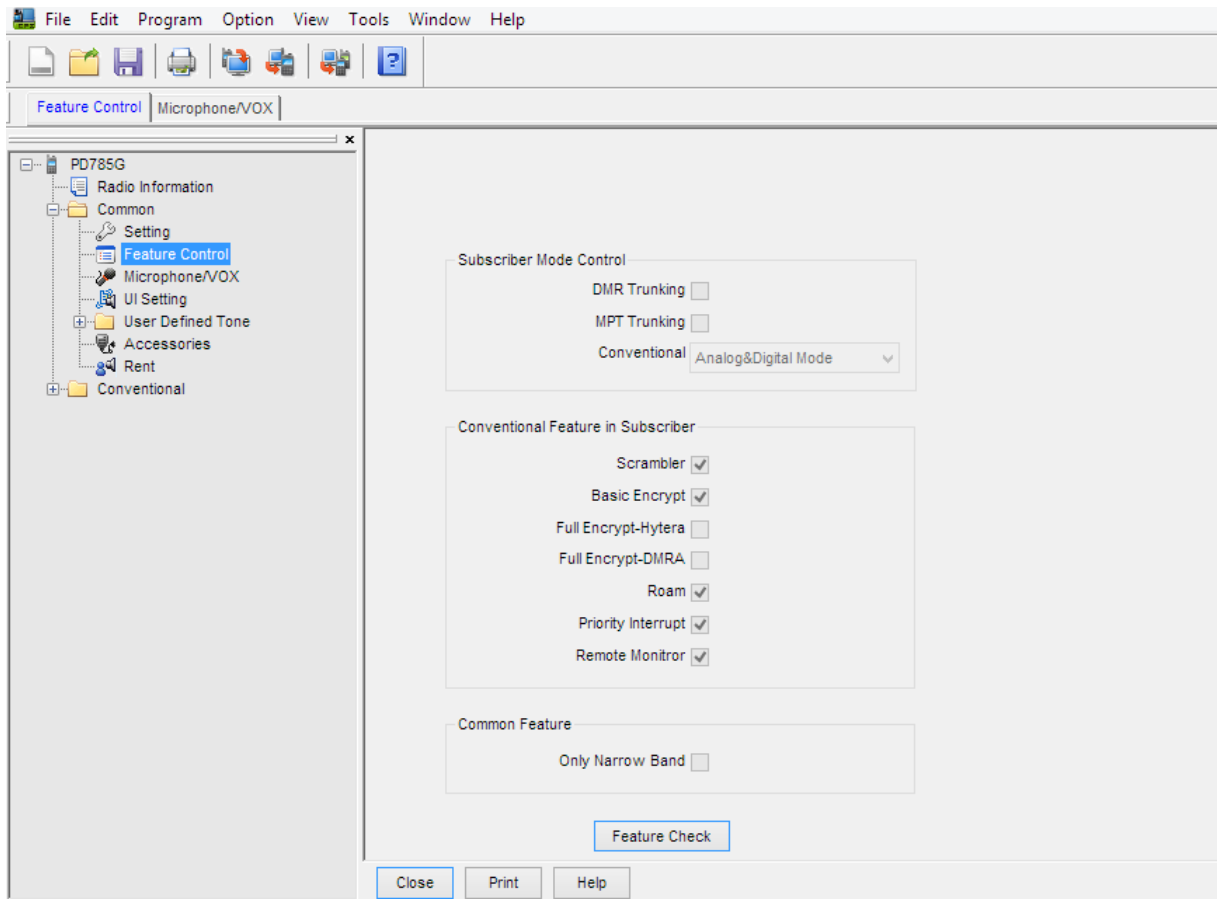 File Edit Program Option View Tools Window Help
Feature Control Microphone/VOX
PD785G
Radio Information
Common
Setting
Feature Control
Microphone/VOX
UI Setting
User Defined Tone
Accessories
Rent
Conventional
Subscriber Mode Control
DMR Trunking
MPT Trunking
Conventional Analog&Digital Mode
Conventional Feature in Subscriber
Scrambler
Basic Encrypt
Full Encrypt-Hytera
Full Encrypt-DMRA
Roam
Priority Interrupt
Remote Monitror
Common Feature
Only Narrow Band
Feature Check
Close Print Help